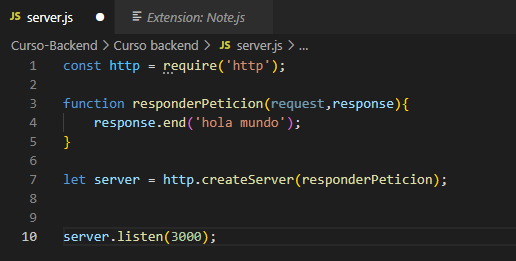 JS server.js ● Extension: Note.js
Curso-Backend > Curso backend > JS server.js > ...
1 const http = require('http');
2
3 function responderPeticion(request,response){
4 response.end('hola mundo');
5 }
6
7 let server = http.createServer(responderPeticion);
8
9
10 server.listen(3000);